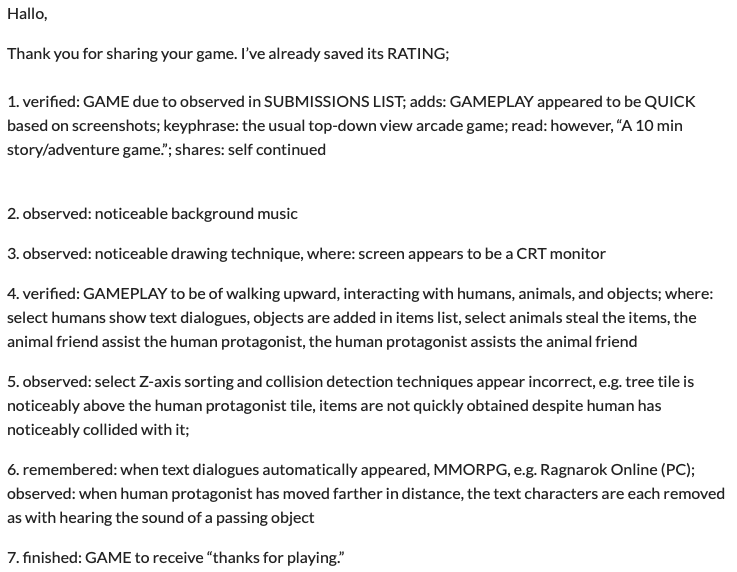 Hallo,
Thank you for sharing your game. I've already saved its RATING;
1. verified: GAME due to observed in SUBMISSIONS LIST; adds: GAMEPLAY appeared to be QUICK
based on screenshots; keyphrase: the usual top-down view arcade game; read: however, “A 10 min
story/adventure game.”; shares: self continued
2. observed: noticeable background music
3. observed: noticeable drawing technique, where: screen appears to be a CRT monitor
4. verified: GAMEPLAY to be of walking upward, interacting with humans, animals, and objects; where:
select humans show text dialogues, objects are added in items list, select animals steal the items, the
animal friend assist the human protagonist, the human protagonist assists the animal friend
5. observed: select Z-axis sorting and collision detection techniques appear incorrect, e.g. tree tile is
noticeably above the human protagonist tile, items are not quickly obtained despite human has
noticeably collided with it;
6. remembered: when text dialogues automatically appeared, MMORPG, e.g. Ragnarok Online (PC);
observed: when human protagonist has moved farther in distance, the text characters are each removed
as with hearing the sound of a passing object
7. finished: GAME to receive “thanks for playing.”